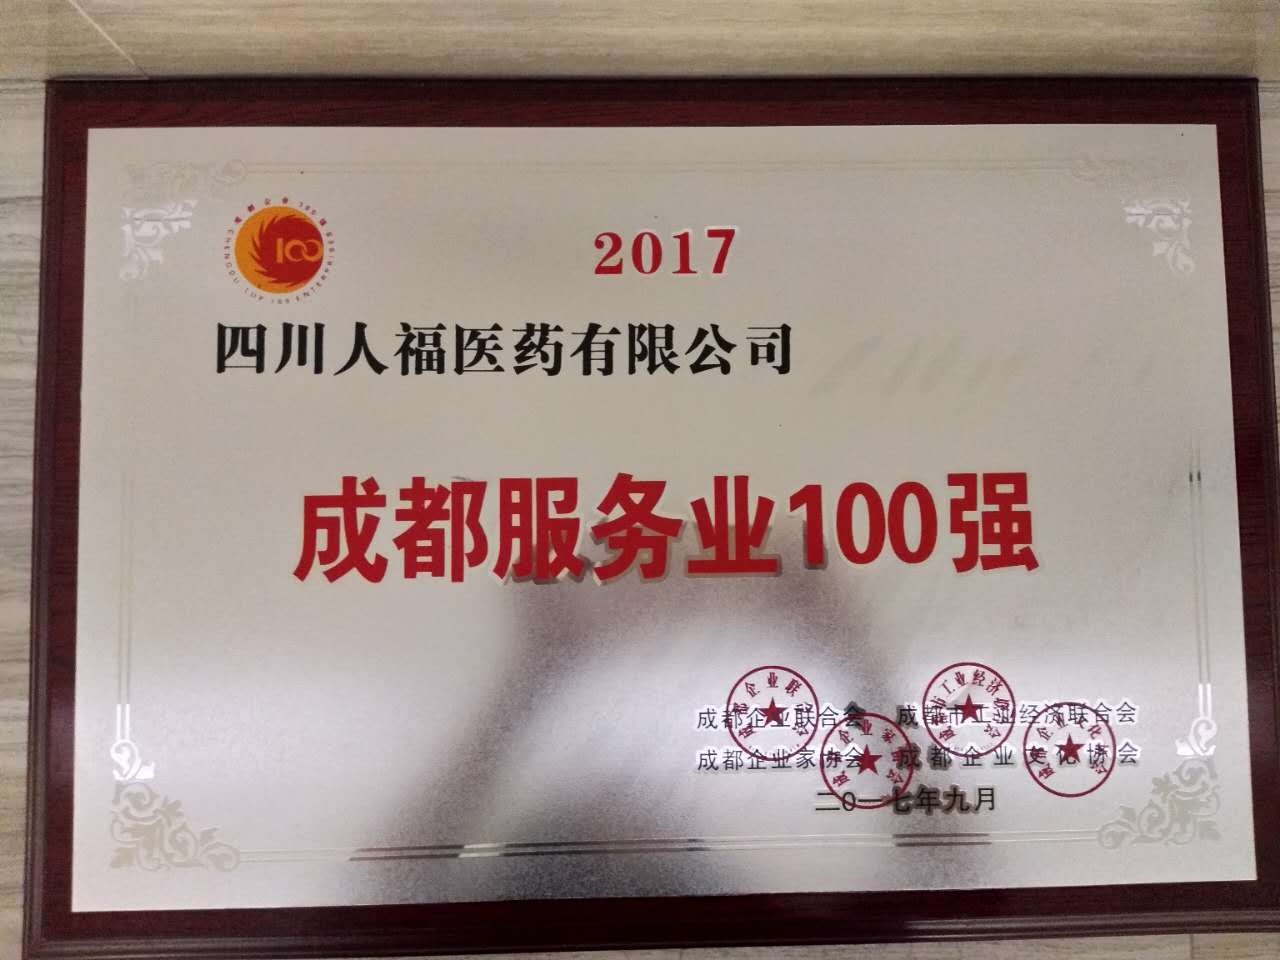 100
2017
四川人福医药有限公司
成都服务业100强
成都企业联合会 成都市工业经济联合会
成都企业家协会 成都企业文化协会
二0一七年九月